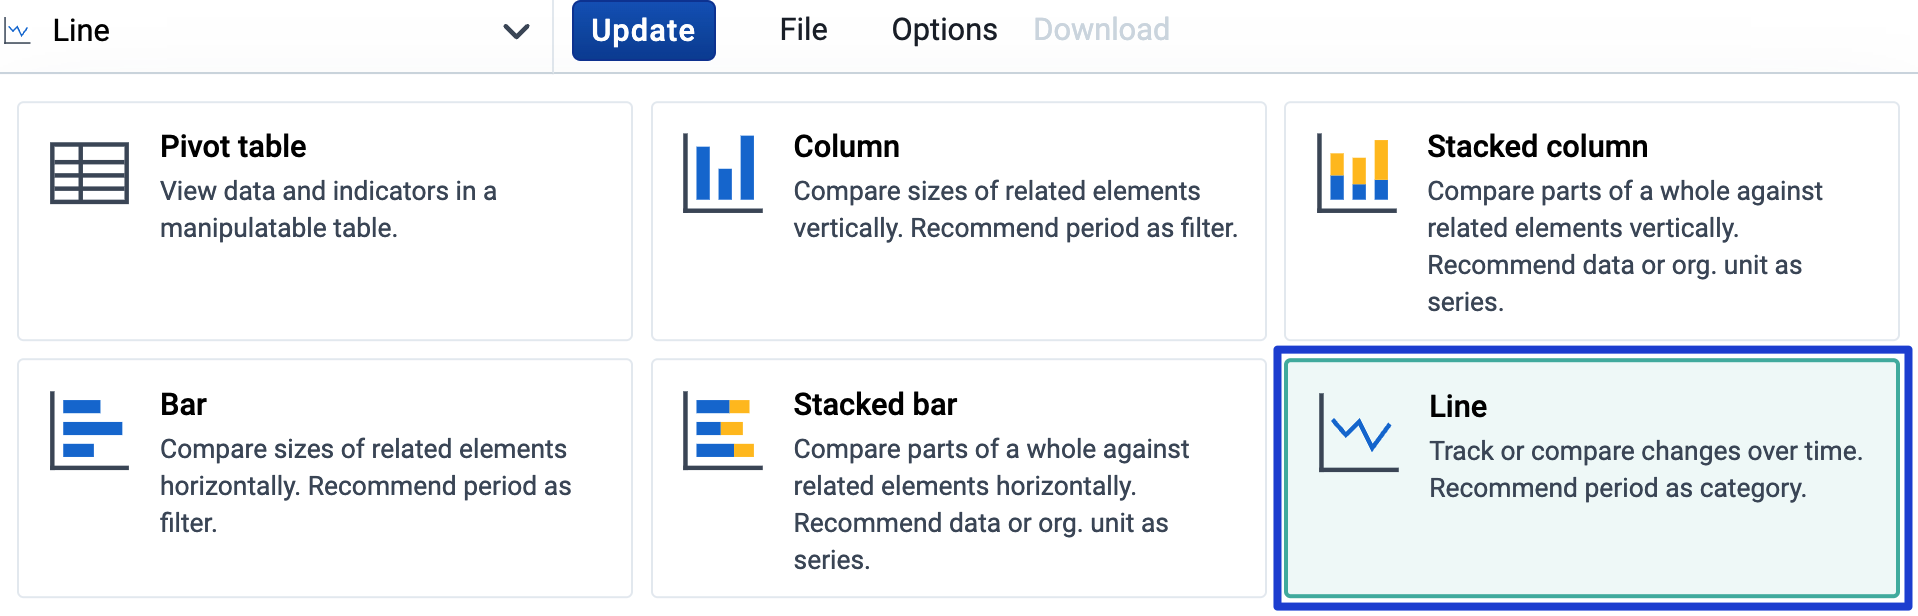 Line
Update
File
Options
Download
Pivot table
View data and indicators in a
manipulatable table.
Column
Compare sizes of related elements
vertically. Recommend period as filter.
Stacked column
Compare parts of a whole against
related elements vertically.
Recommend data or org. unit as
series.
Bar
Compare sizes of related elements
horizontally. Recommend period as
filter.
Stacked bar
Compare parts of a whole against
related elements horizontally.
Recommend data or org. unit as
series.
Line
Track or compare changes over time.
Recommend period as category.